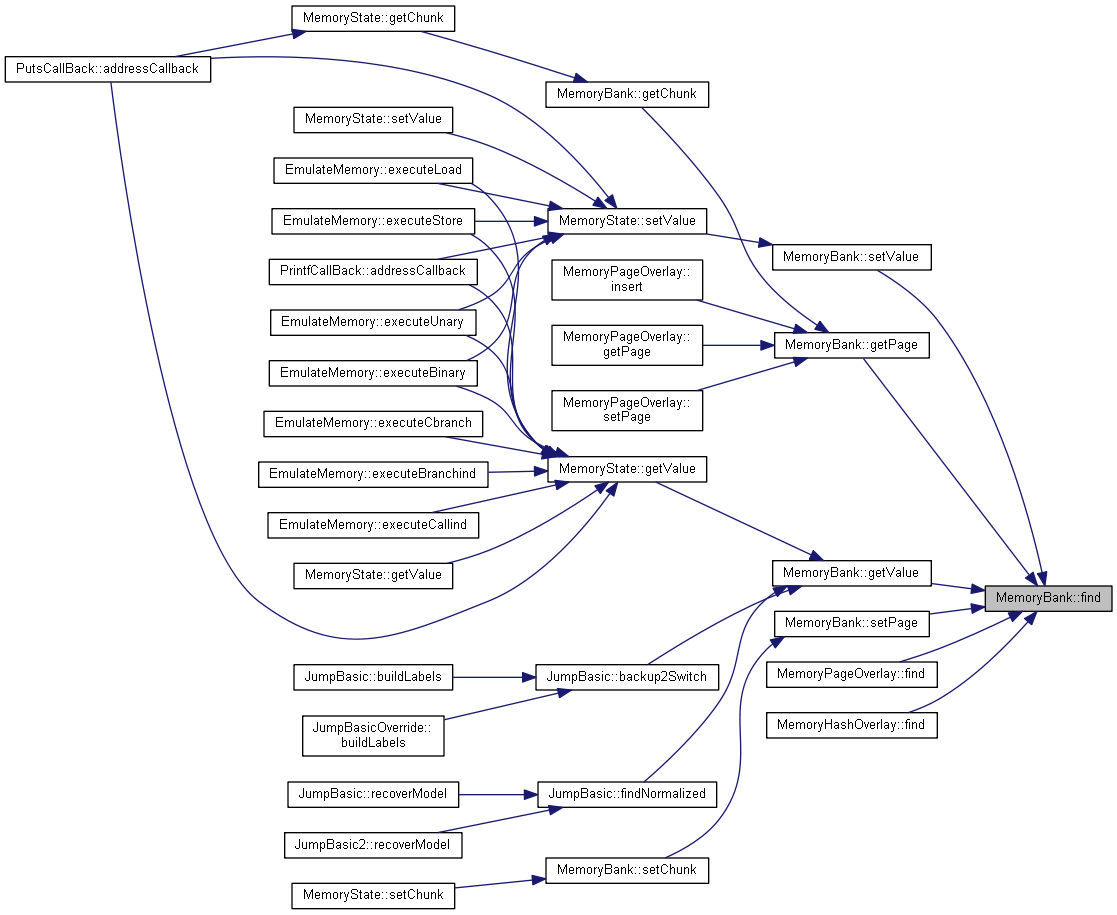 MemoryState::getChunk
PutsCallBack::addressCallback
MemoryBank::getChunk
MemoryState::setValue
EmulateMemory::executeLoad
EmulateMemory::executeStore
MemoryState::setValue
MemoryBank::setValue
PrintfCallBack::addressCallback
MemoryPageOverlay::
insert
EmulateMemory::executeUnary
MemoryPageOverlay::
getPage
MemoryBank::getPage
EmulateMemory::executeBinary
MemoryPageOverlay::
setPage
EmulateMemory::executeCbranch
MemoryState::getValue
EmulateMemory::executeBranchind
EmulateMemory::executeCallind
MemoryState::getValue
MemoryBank::getValue
MemoryBank::find
MemoryBank::setPage
MemoryPageOverlay::find
JumpBasic::buildLabels
JumpBasic::backup2Switch
MemoryHashOverlay::find
JumpBasicOverride::
buildLabels
JumpBasic::recoverModel
JumpBasic::findNormalized
JumpBasic2::recoverModel
MemoryBank::setChunk
MemoryState::setChunk